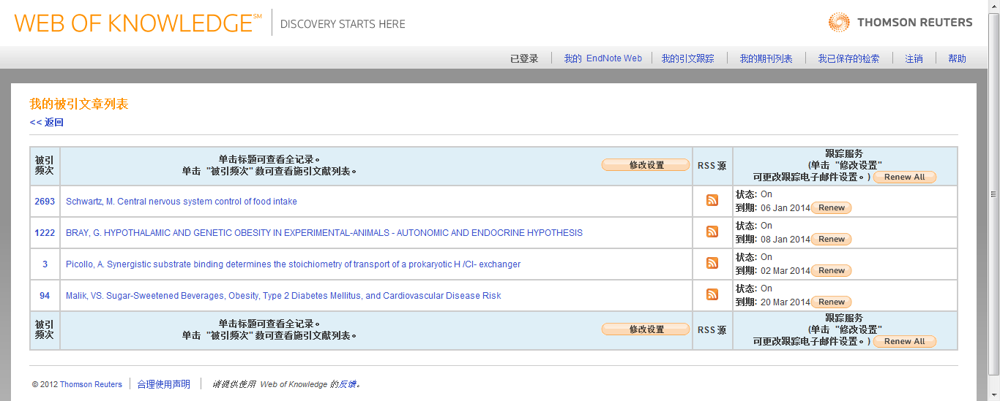 WEB OF KNOWLEDGE SM DISCOVERY STARTS HERE THOMSON REUTERS
已登录 我的 EndNote Web 我的引文跟踪 我的期刊列表 我已保存的检索 注销 帮助
我的被引文章列表
<< 返回
被引
频次
单击标题可查看全记录。
单击 "被引频次" 数可查看施引文献列表。
修改设置
RSS 源
跟踪服务
(单击 "修改设置"
可更改跟踪电子邮件设置。) Renew All
2693 Schwartz, M. Central nervous system control of food intake
状态: On
到期: 06 Jan 2014 Renew
1222 BRAY, G. HYPOTHALAMIC AND GENETIC OBESITY IN EXPERIMENTAL-ANIMALS - AUTONOMIC AND ENDOCRINE HYPOTHESIS
状态: On
到期: 08 Jan 2014 Renew
3 Picollo, A. Synergistic substrate binding determines the stoichiometry of transport of a prokaryotic H /Cl- exchanger
状态: On
到期: 02 Mar 2014 Renew
94 Malik, VS. Sugar-Sweetened Beverages, Obesity, Type 2 Diabetes Mellitus, and Cardiovascular Disease Risk
状态: On
到期: 20 Mar 2014 Renew
被引
频次
单击标题可查看全记录。
单击 "被引频次" 数可查看施引文献列表。
修改设置
RSS 源
跟踪服务
(单击 "修改设置"
可更改跟踪电子邮件设置。) Renew All
© 2012 Thomson Reuters 合理使用声明 请提供使用 Web of Knowledge 的反馈。